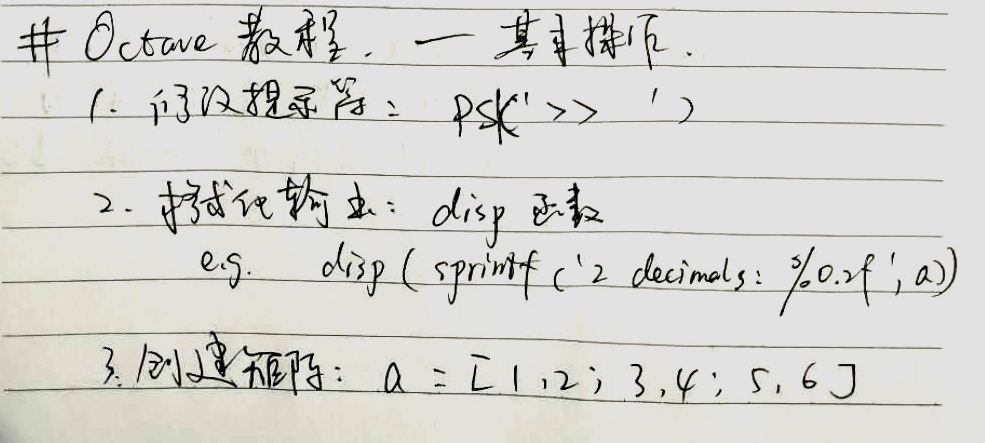 # Octave 教程. — 基本操作.
1. 修改提示符: PS1('>> ')
2. 格式化输出: disp 函数
e.g. disp( sprintf ('2 decimals: %0.2f', a))
3. 创建矩阵: a = [1,2; 3,4; 5,6]